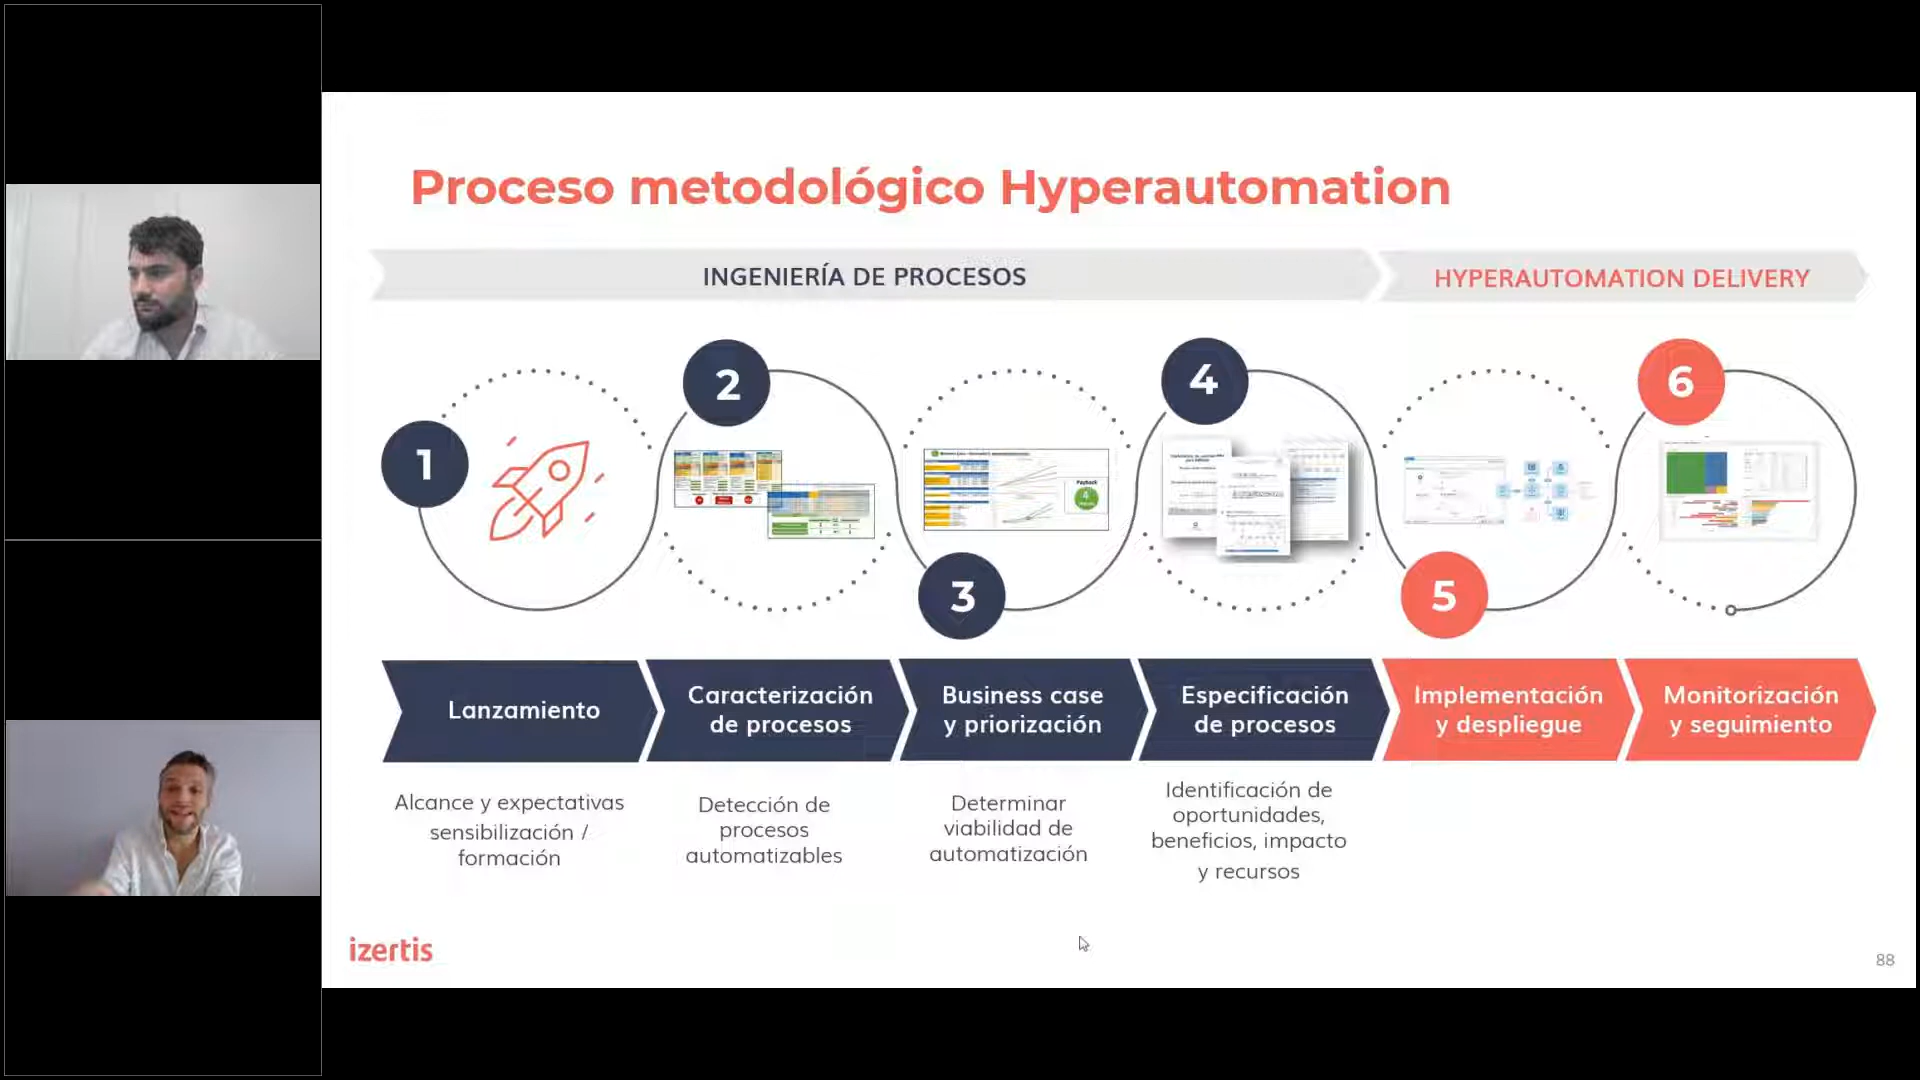 Proceso metodológico Hyperautomation
INGENIERÍA DE PROCESOS
HYPERAUTOMATION DELIVERY
1
2
3
4
5
6
Payback
4
Lanzamiento
Caracterización
de procesos
Business case
y priorización
Especificación
de procesos
Implementación
y despliegue
Monitorización
y seguimiento
Alcance y expectativas
sensibilización /
formación
Detección de
procesos
automatizables
Determinar
viabilidad de
automatización
Identificación de
oportunidades,
beneficios, impacto
y recursos
izertis
88